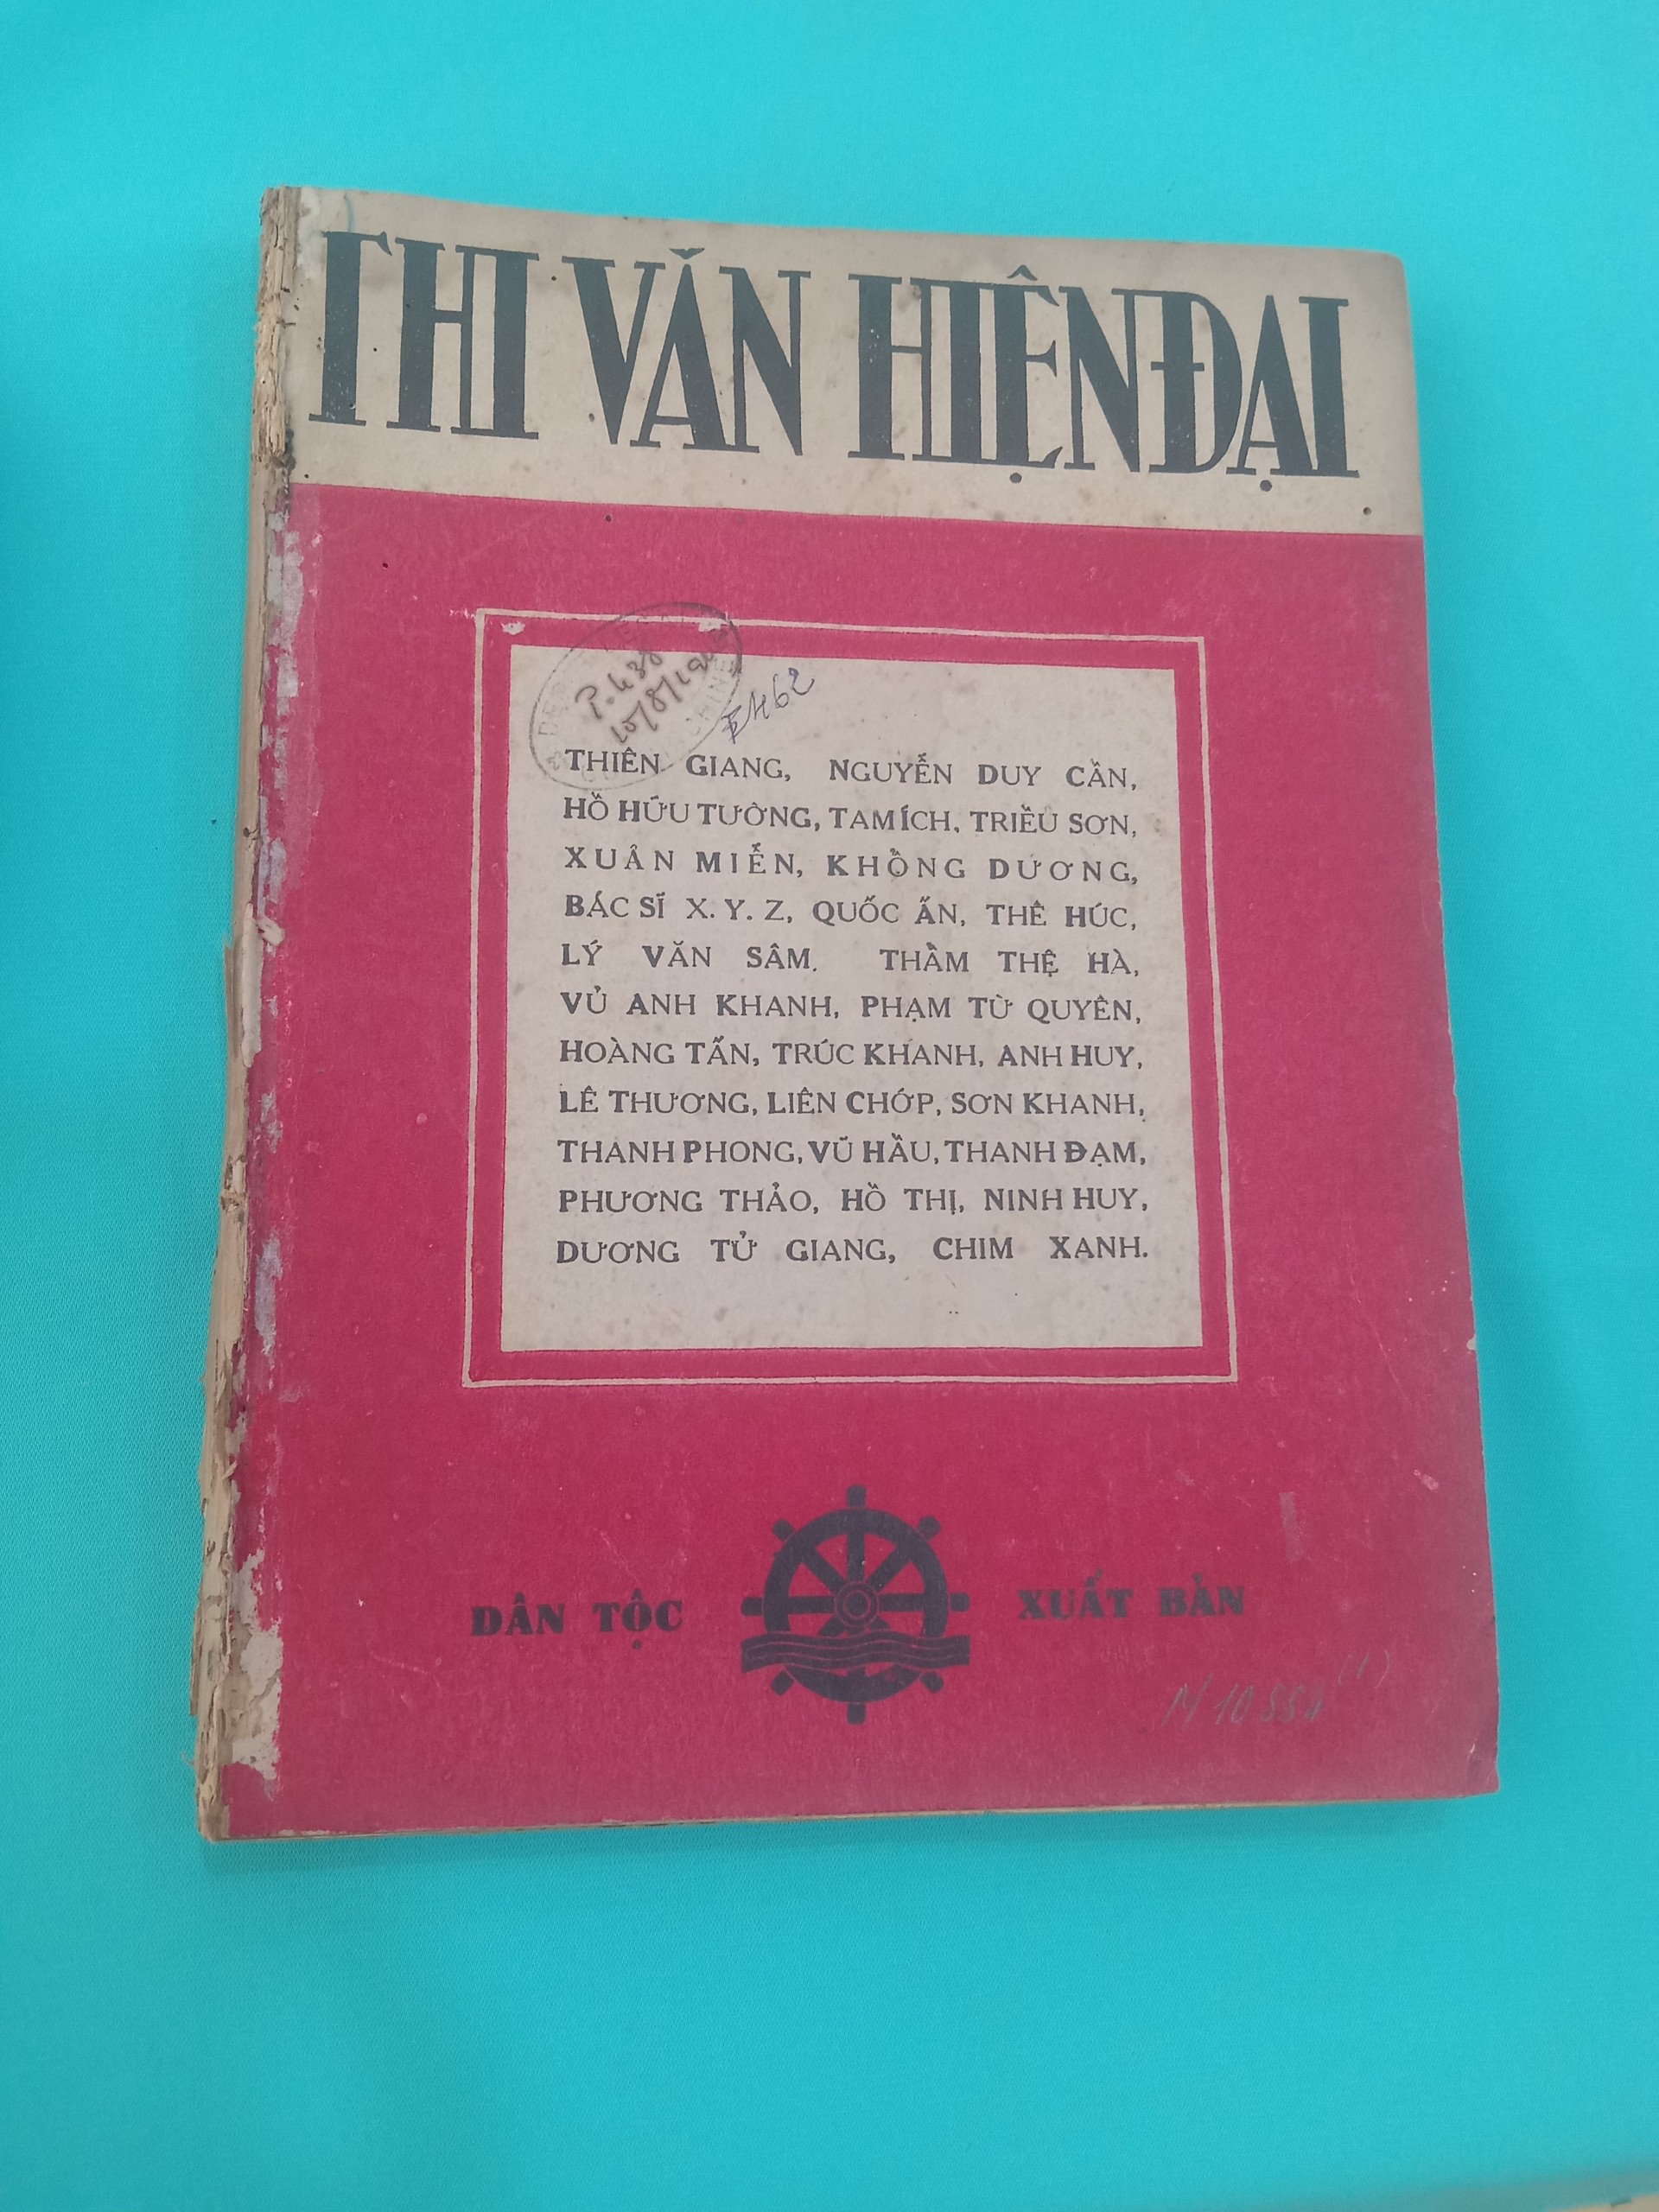 THI VĂN HIỆN ĐẠI
P.438
EH62
THIÊN GIANG, NGUYỄN DUY CẦN,
HỒ HỮU TƯỜNG, TAM ÍCH, TRIỀU SƠN,
XUÂN MIỄN, KHỔNG DƯƠNG,
BÁC SĨ X. Y. Z, QUỐC ẤN, THẾ HÚC,
LÝ VĂN SÂM. THẨM THỆ HÀ,
VỦ ANH KHANH, PHẠM TỪ QUYÊN,
HOÀNG TẤN, TRÚC KHANH, ANH HUY,
LÊ THƯƠNG, LIÊN CHỚP, SƠN KHANH,
THANH PHONG, VŨ HẦU, THANH ĐẠM,
PHƯƠNG THẢO, HỒ THỊ, NINH HUY,
DƯƠNG TỬ GIANG, CHIM XANH.
DÂN TỘC XUẤT BẢN